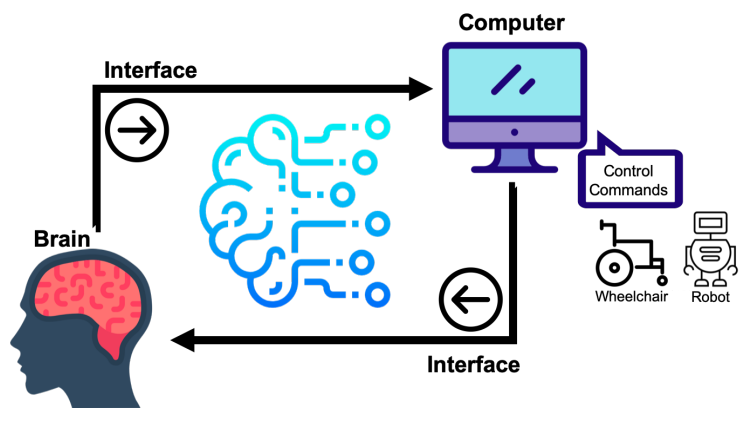 Computer
Interface
Control
Commands
Brain
Wheelchair
Robot
Interface